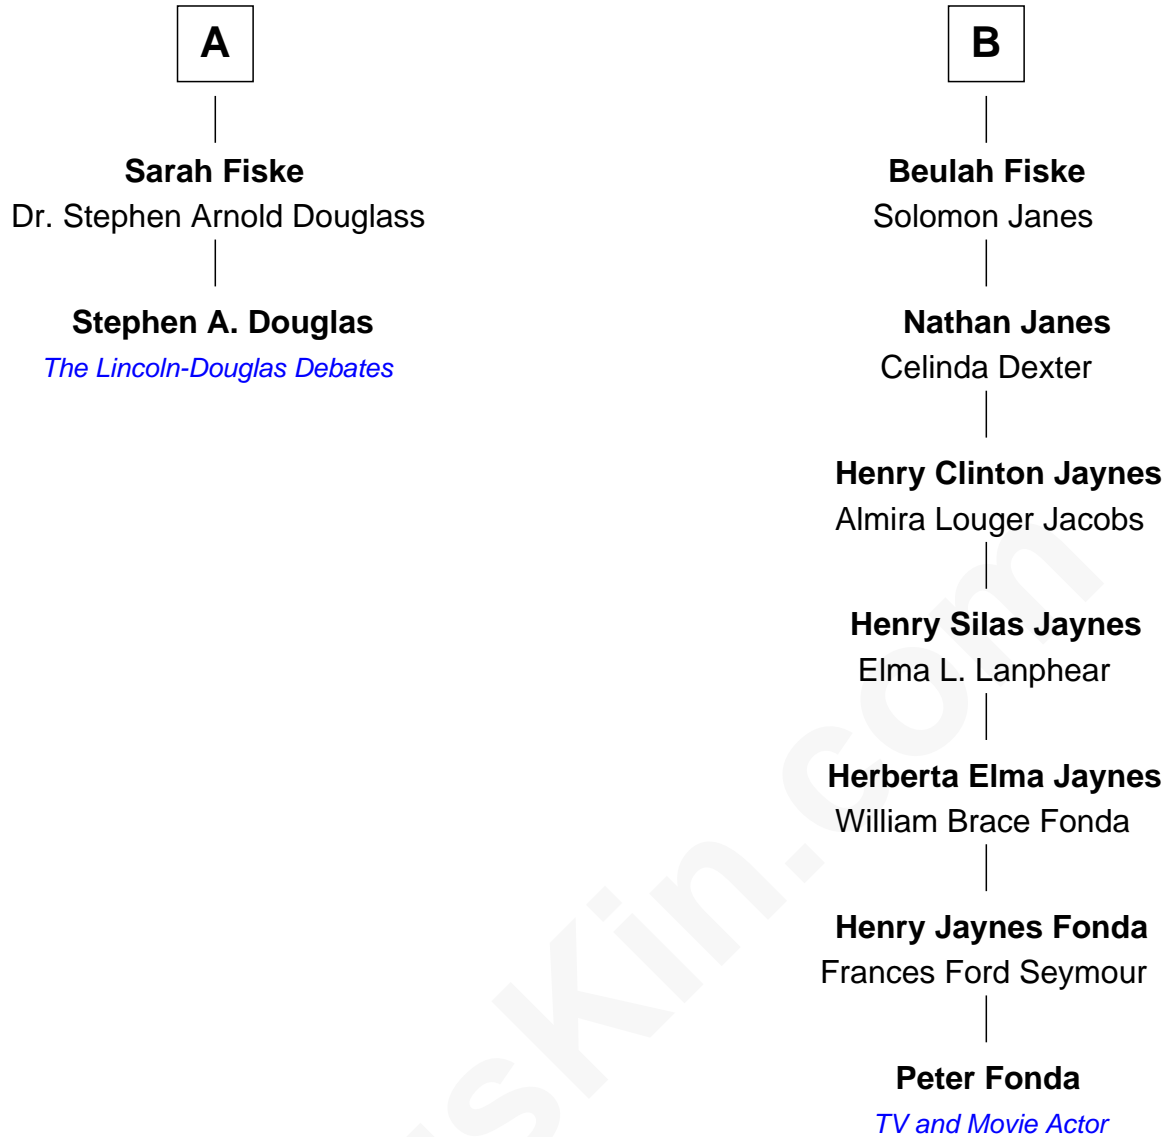 A
Sarah Fiske
Dr. Stephen Arnold Douglass
Stephen A. Douglas
The Lincoln-Douglas Debates
B
Beulah Fiske
Solomon Janes
Nathan Janes
Celinda Dexter
Henry Clinton Jaynes
Almira Louger Jacobs
Henry Silas Jaynes
Elma L. Lanphear
Herberta Elma Jaynes
William Brace Fonda
Henry Jaynes Fonda
Frances Ford Seymour
Peter Fonda
TV and Movie Actor